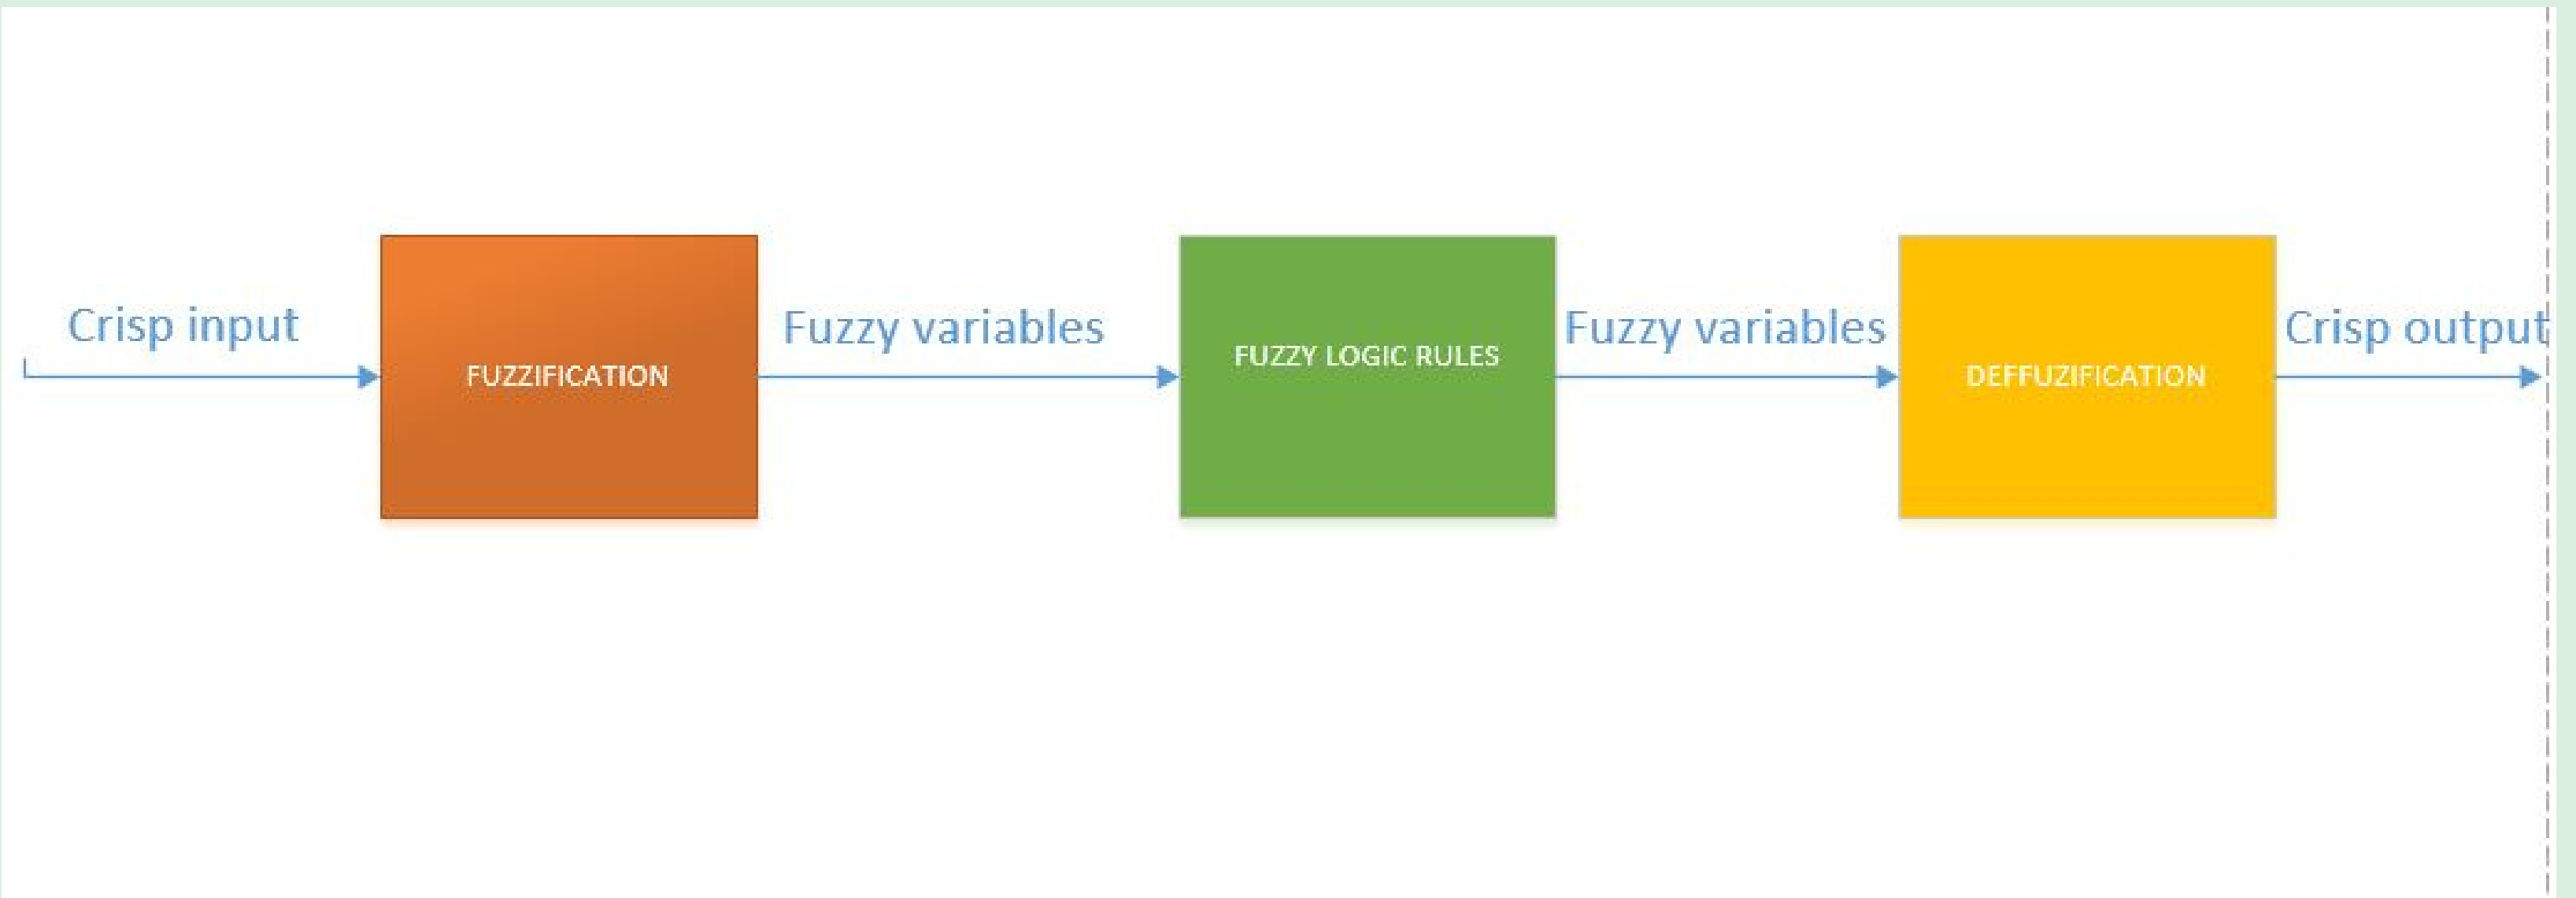 Crisp input
FUZZIFICATION
Fuzzy variables
FUZZY LOGIC RULES
Fuzzy variables
DEFFUZIFICATION
Crisp output